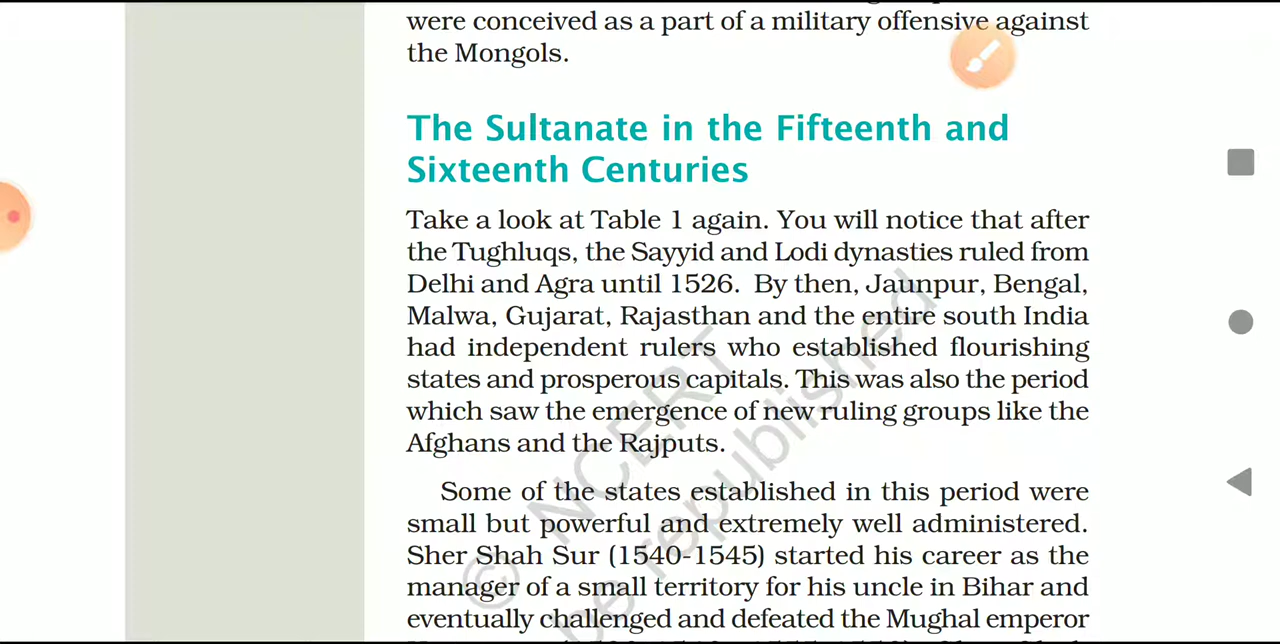 were conceived as a part of a military offensive against
the Mongols.
The Sultanate in the Fifteenth and
Sixteenth Centuries
Take a look at Table 1 again. You will notice that after
the Tughluqs, the Sayyid and Lodi dynasties ruled from
Delhi and Agra until 1526. By then, Jaunpur, Bengal,
Malwa, Gujarat, Rajasthan and the entire south India
had independent rulers who established flourishing
states and prosperous capitals. This was also the period
which saw the emergence of new ruling groups like the
Afghans and the Rajputs.
Some of the states established in this period were
small but powerful and extremely well administered.
Sher Shah Sur (1540-1545) started his career as the
manager of a small territory for his uncle in Bihar and
eventually challenged and defeated the Mughal emperor
© NCERT
be republished